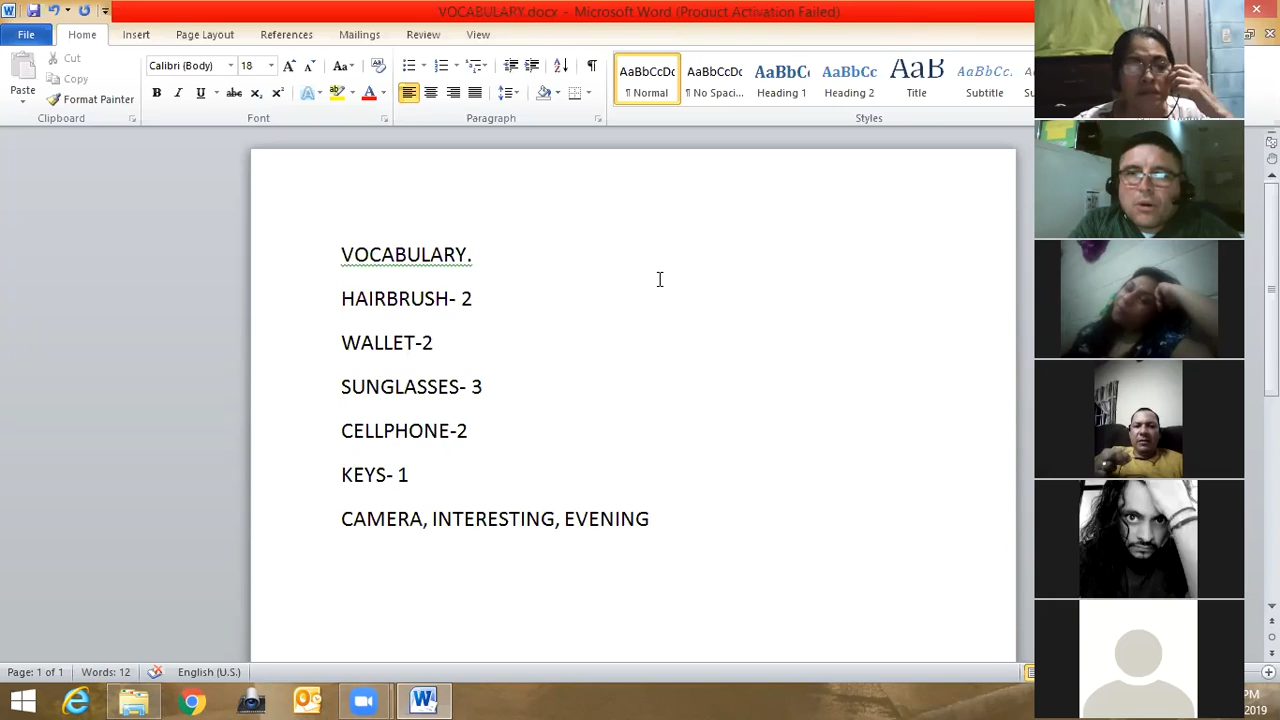 VOCABULARY.docx - Microsoft Word (Product Activation Failed)
File Home Insert Page Layout References Mailings Review View
Cut
Copy
Format Painter
Paste
Clipboard
Calibri (Body) 18
Font
Paragraph
AaBbCcDc AaBbCcDc AaBbC AaBbCc AaB AaBbCc.
¶ Normal ¶ No Spaci... Heading 1 Heading 2 Title Subtitle
Styles
VOCABULARY.
HAIRBRUSH- 2
WALLET-2
SUNGLASSES- 3
CELLPHONE-2
KEYS- 1
CAMERA, INTERESTING, EVENING
Page: 1 of 1 Words: 12 English (U.S.)
PM
2019